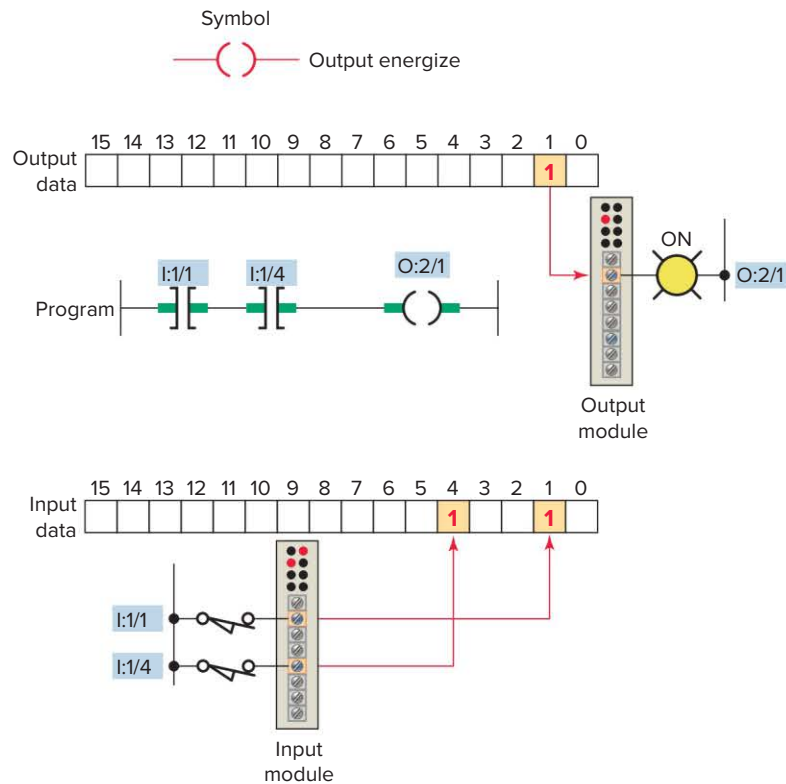 Symbol
Output energize
15 14 13 12 11 10 9 8 7 6 5 4 3 2 1 0
Output
data
1
ON
O:2/1
I:1/1 I:1/4 O:2/1
Program
Output
module
15 14 13 12 11 10 9 8 7 6 5 4 3 2 1 0
Input
data
1 1
I:1/1
I:1/4
Input
module